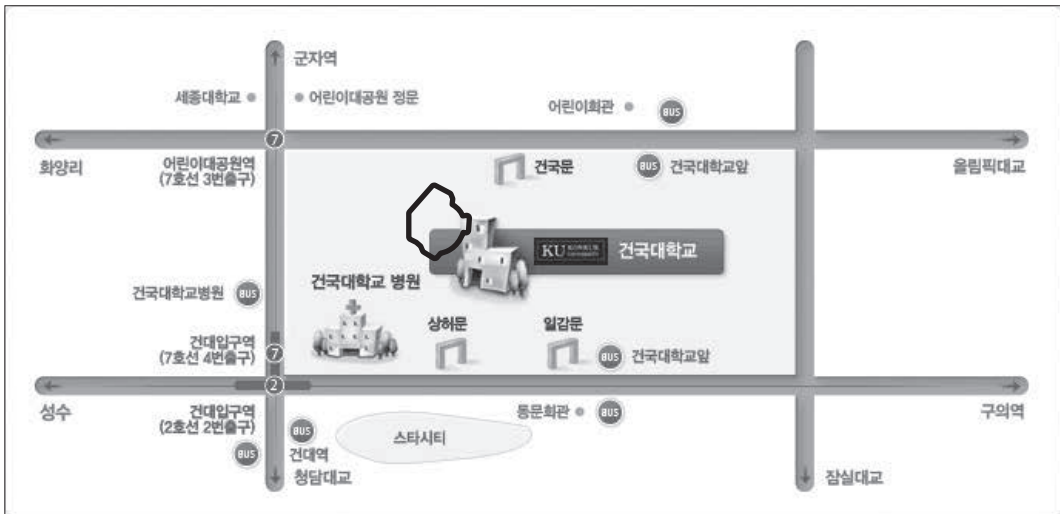 군자역
세종대학교
어린이대공원 정문
어린이회관
BUS
7
화양리
어린이대공원역
(7호선 3번출구)
건국문
BUS 건국대학교앞
올림픽대교
KU
UNIVERSITY
건국대학교
건국대학교 병원
건국대학교병원 BUS
상허문
일감문
건대입구역
(7호선 4번출구)
7
BUS 건국대학교앞
2
성수
건대입구역
(2호선 2번출구)
BUS
건대역
BUS
청담대교
스타시티
동문회관 BUS
구의역
잠실대교